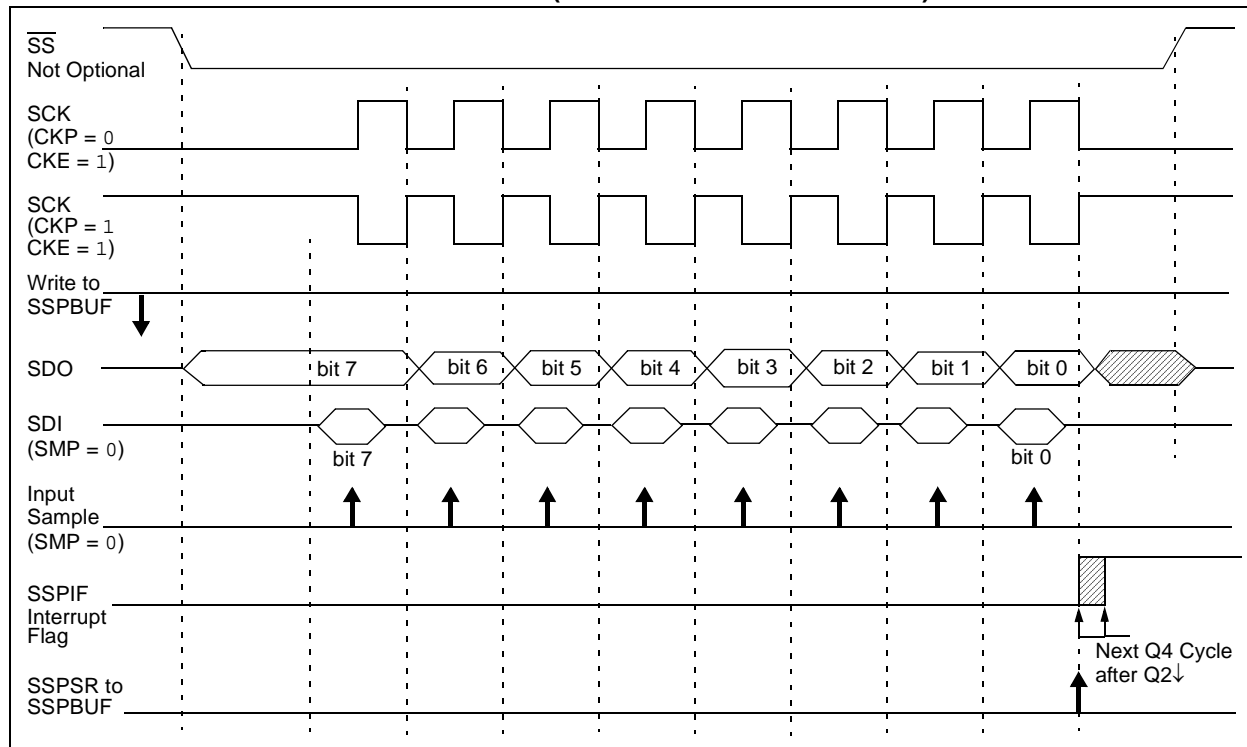 SS
Not Optional
SCK
(CKP = 0
CKE = 1)
SCK
(CKP = 1
CKE = 1)
Write to
SSPBUF
SDO
bit 7 bit 6 bit 5 bit 4 bit 3 bit 2 bit 1 bit 0
SDI
(SMP = 0)
bit 7 bit 0
Input
Sample
(SMP = 0)
SSPIF
Interrupt
Flag
Next Q4 Cycle
after Q2↓
SSPSR to
SSPBUF